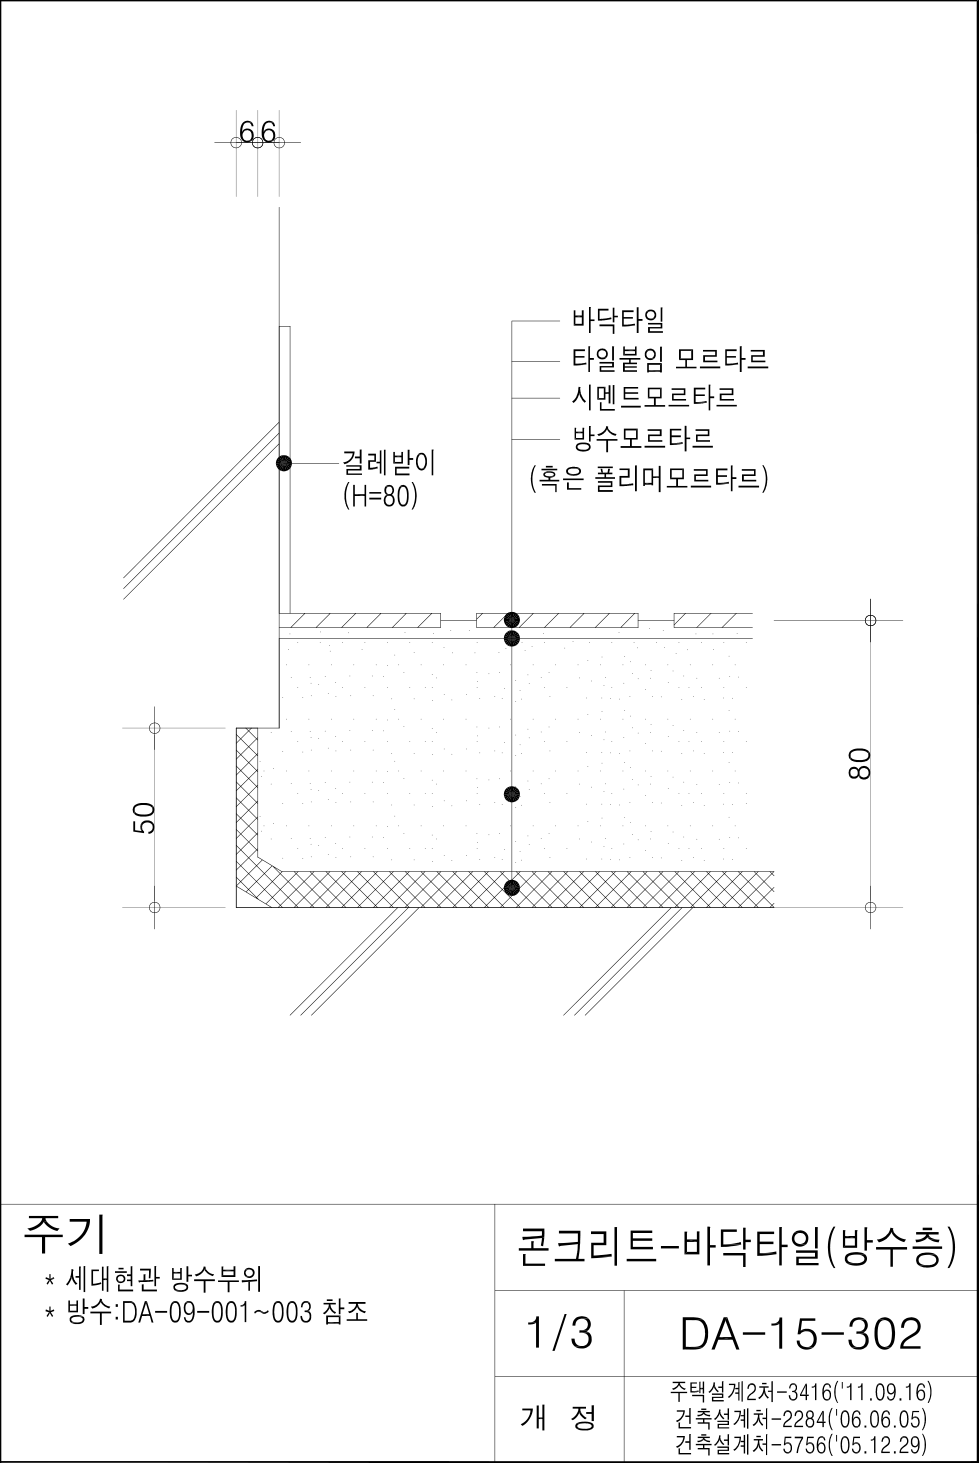 66
바닥타일
타일붙임 모르타르
시멘트모르타르
방수모르타르
(혹은 폴리머모르타르)
걸레받이
(H=80)
50
80
주기
* 세대현관 방수부위
* 방수:DA-09-001~003 참조
콘크리트-바닥타일(방수층)
1/3
DA-15-302
개 정
주택설계2처-3416('11.09.16)
건축설계처-2284('06.06.05)
건축설계처-5756('05.12.29)